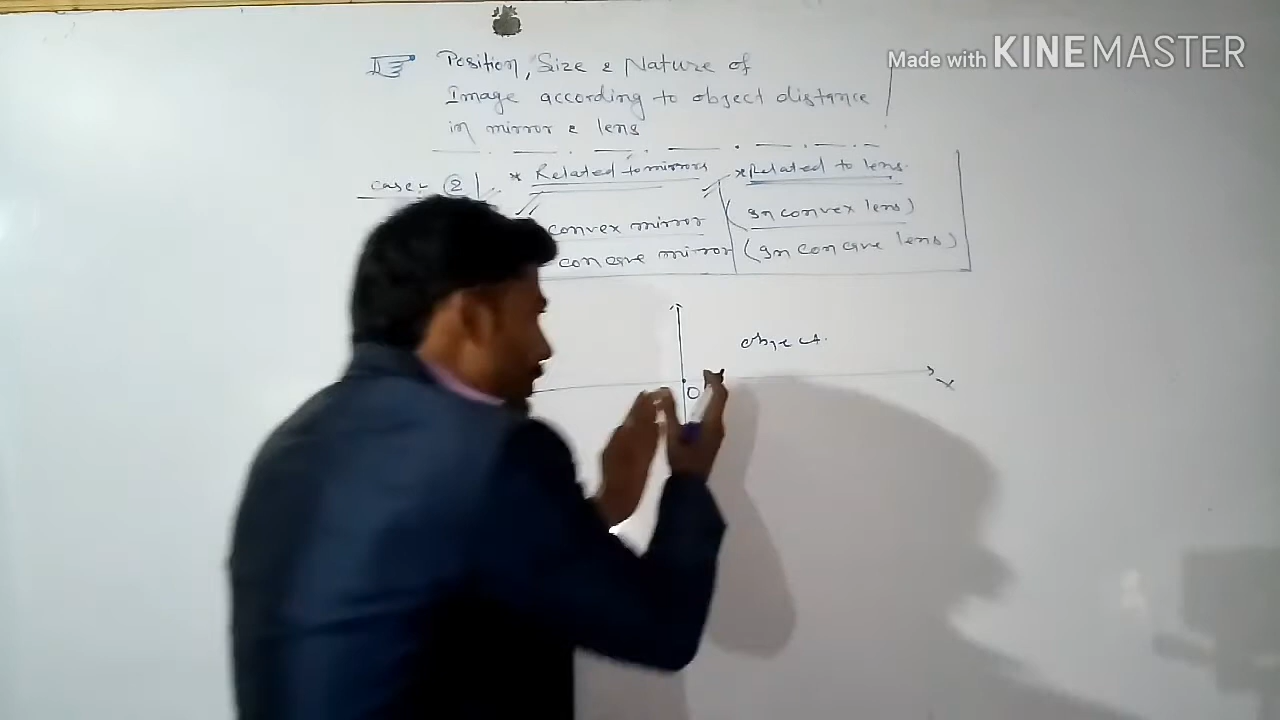 Position, Size & Nature of
Image according to object distance
in mirror & lens
case:- (2)
* Related to mirrors
convex mirror
concave mirror
* Related to lens.
(In convex lens)
(In concave lens)
object.
O
x
Made with KINEMASTER